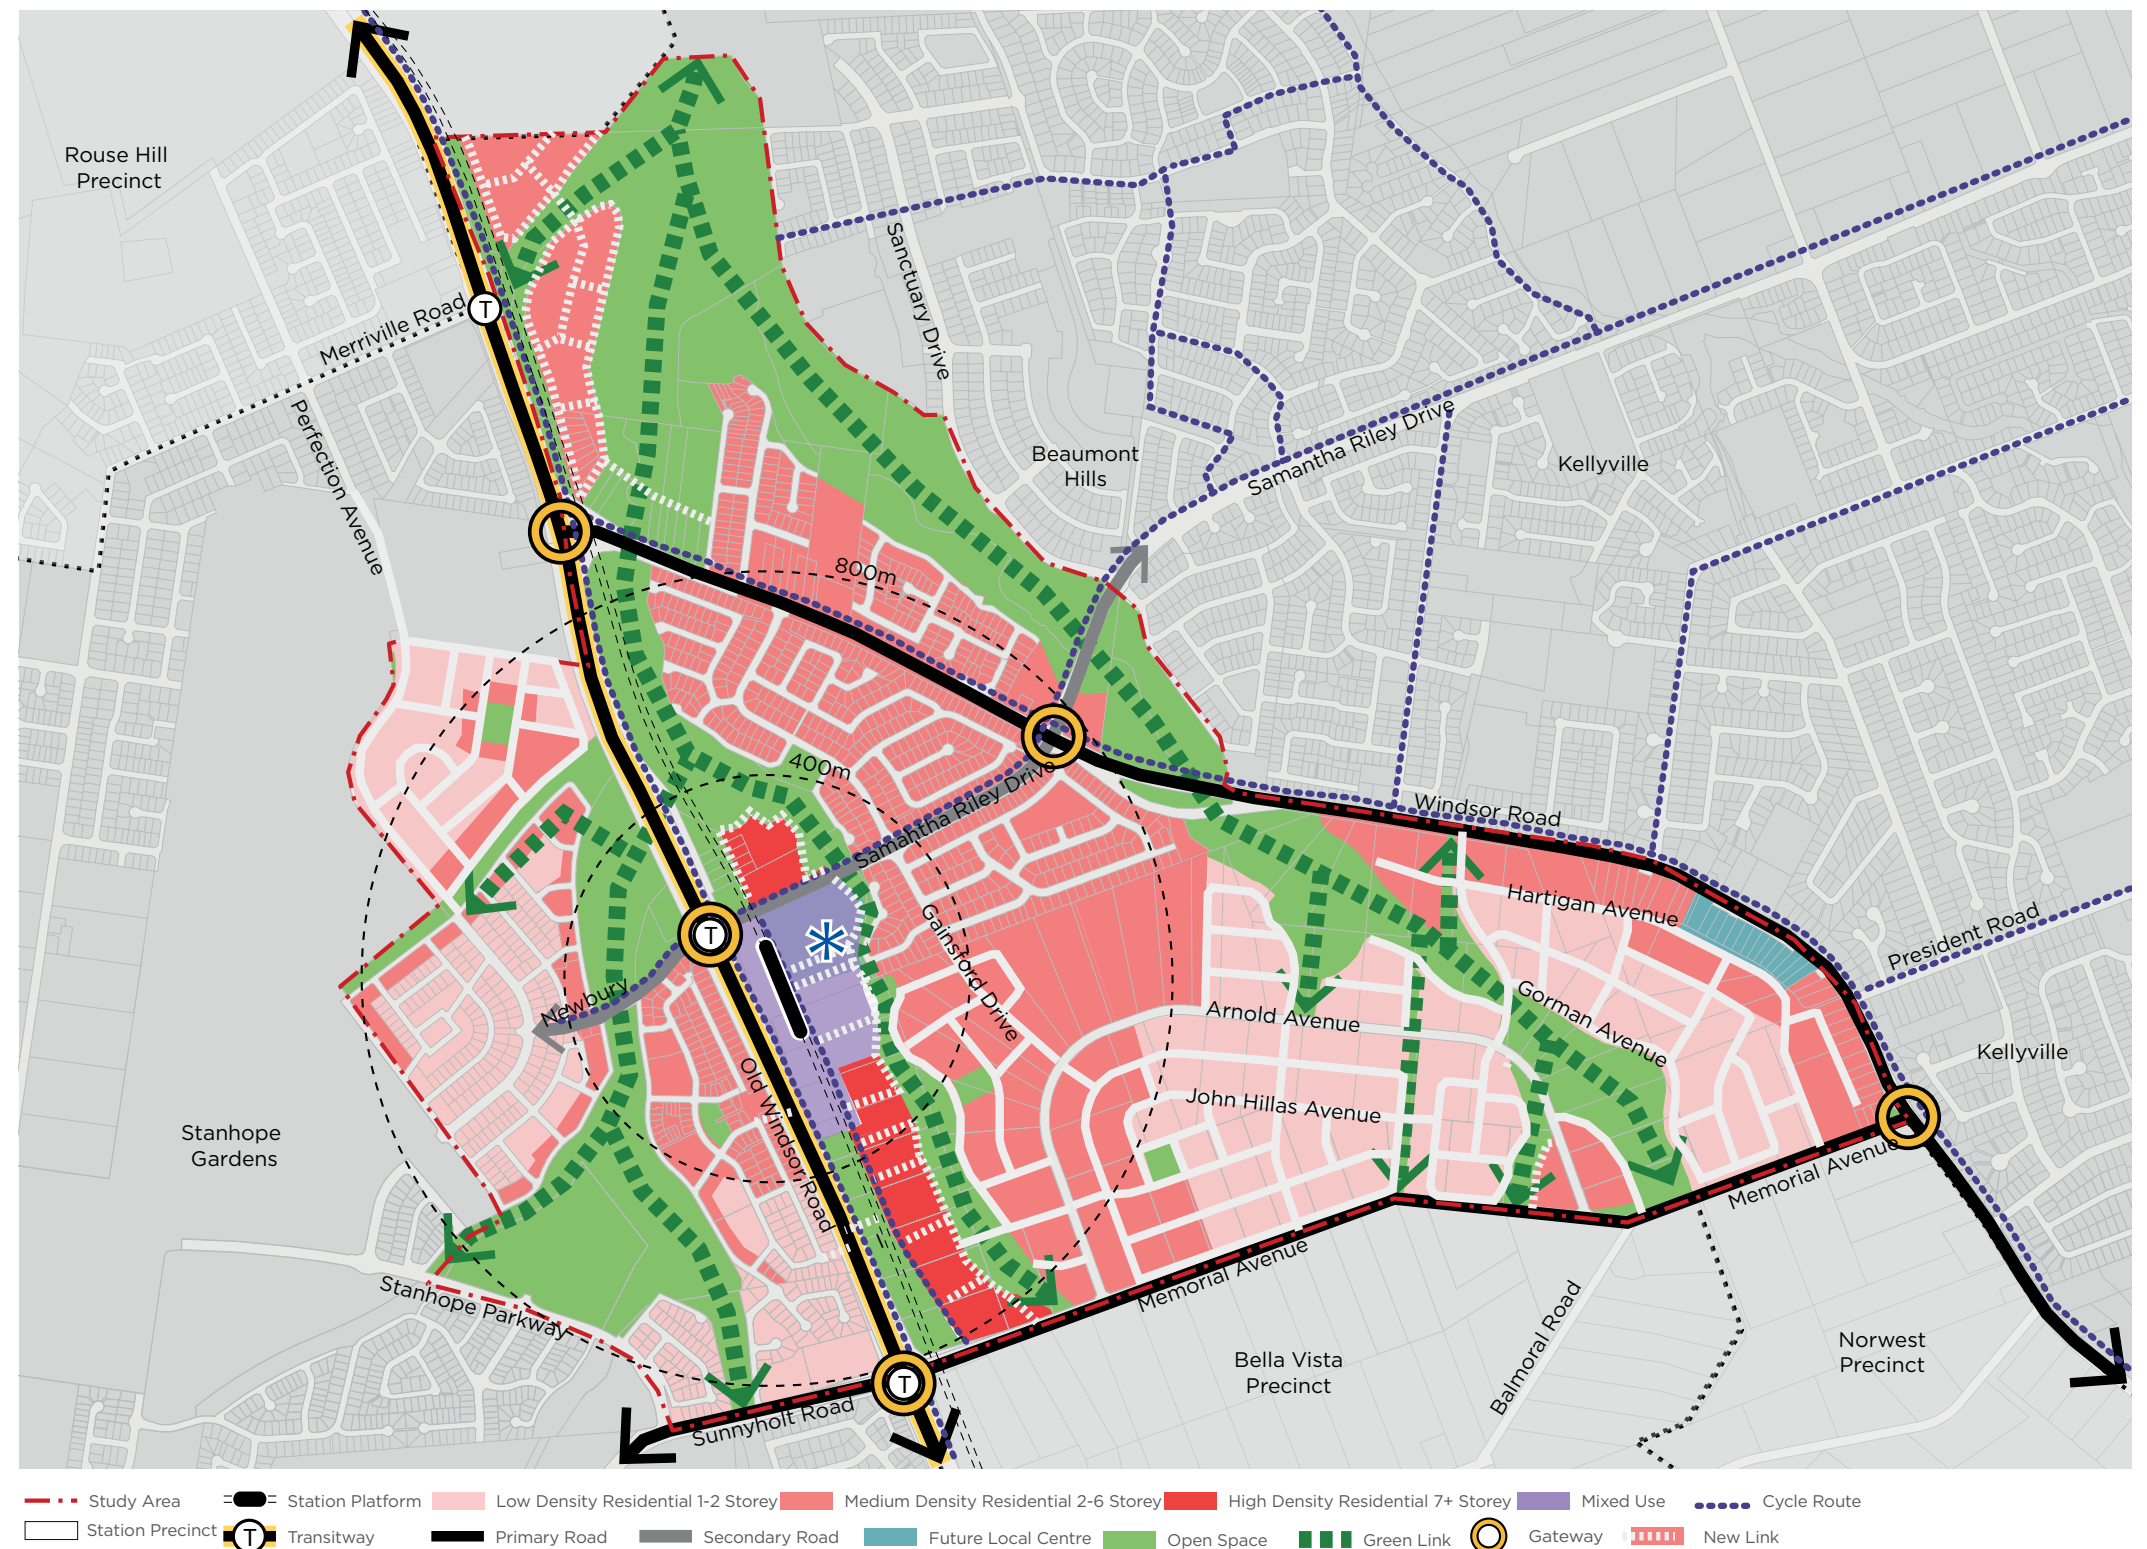 Rouse Hill
Precinct
Merriville Road
T
Perfection Avenue
Sanctuary Drive
Beaumont
Hills
Samantha Riley Drive
Kellyville
800m
400m
Samantha Riley Drive
Windsor Road
Hartigan Avenue
President Road
T
Newbury
Gainsford Drive
Arnold Avenue
Gorman Avenue
Kellyville
Old Windsor Road
John Hillas Avenue
Stanhope
Gardens
Memorial Avenue
Stanhope Parkway
Memorial Avenue
Balmoral Road
Bella Vista
Precinct
Norwest
Precinct
T
Sunnyholt Road
Study Area
Station Platform
Low Density Residential 1-2 Storey
Medium Density Residential 2-6 Storey
High Density Residential 7+ Storey
Mixed Use
Cycle Route
Station Precinct
T
Transitway
Primary Road
Secondary Road
Future Local Centre
Open Space
Green Link
Gateway
New Link